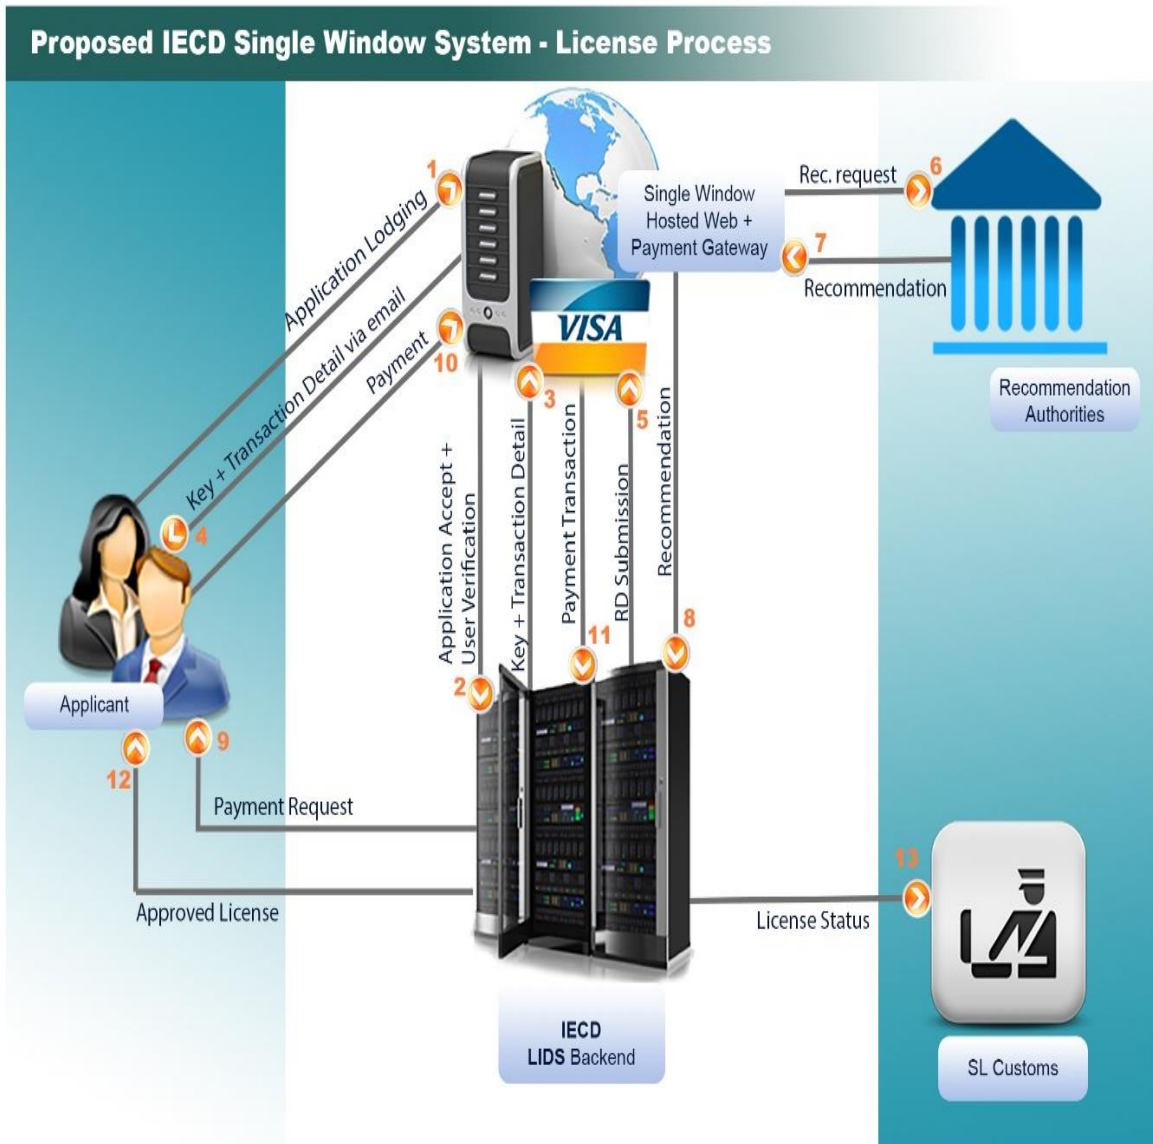 Proposed IECD Single Window System - License Process
1
Application Lodging
Key + Transaction Detail via email
4
Payment
10
VISA
Single Window
Hosted Web +
Payment Gateway
Rec. request
6
7
Recommendation
Recommendation
Authorities
Application Accept +
User Verification
2
3
Key + Transaction Detail
Payment Transaction
11
5
RD Submission
Recommendation
8
Applicant
12
9
Payment Request
Approved License
IECD
LIDS Backend
License Status
13
SL Customs